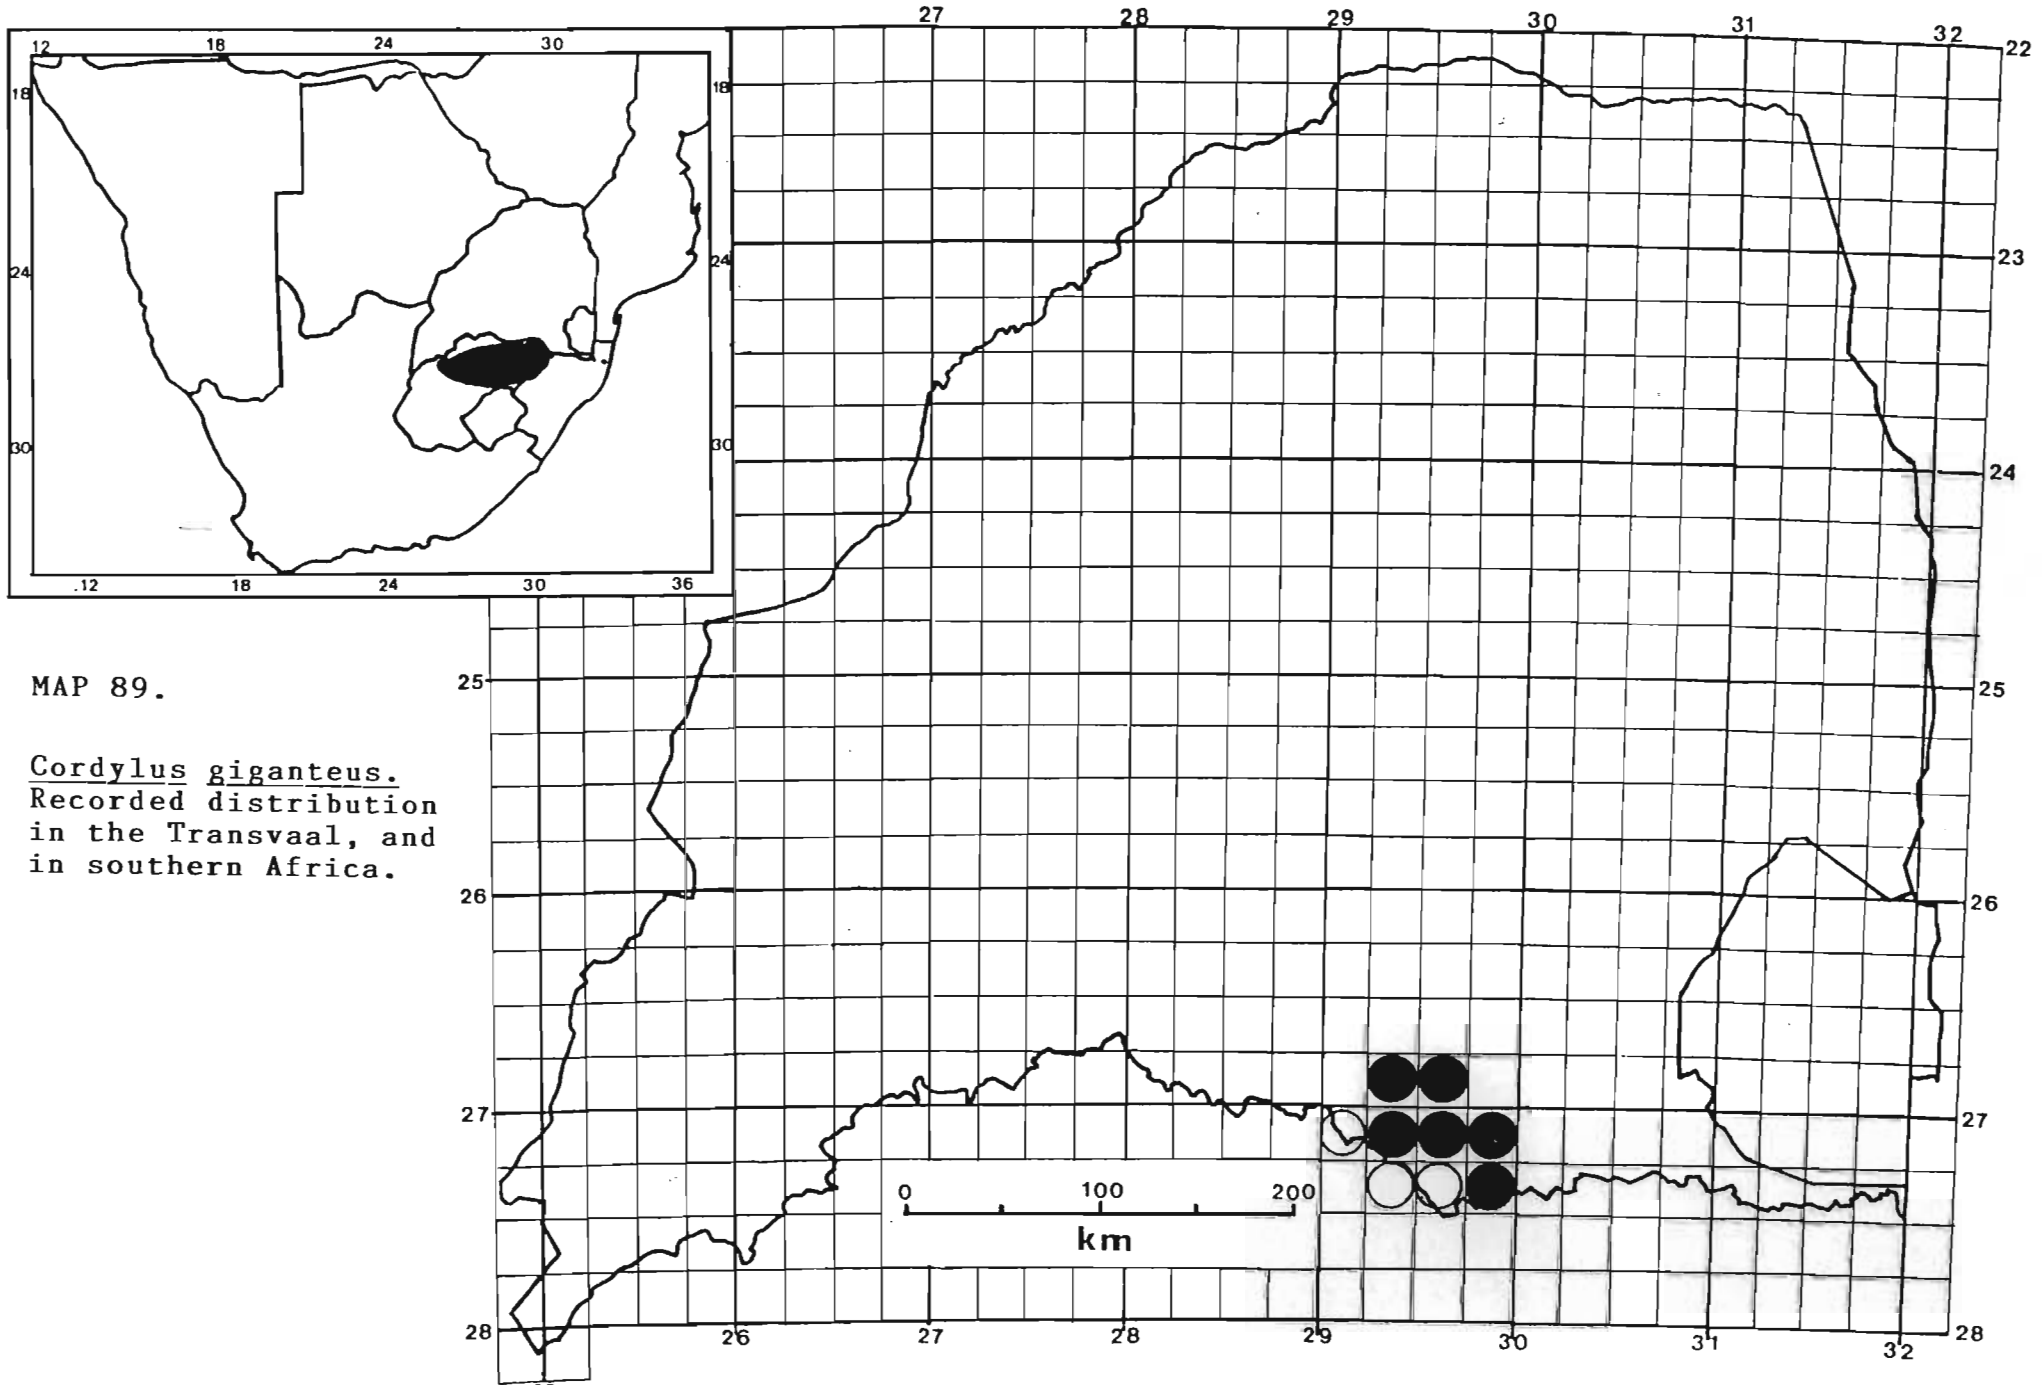 27 28 29 30 31 32
22
12 18 24 30
18 18
24 24
30 30
.12 18 24 30 36
23
24
25 25
MAP 89.
Cordylus giganteus.
Recorded distribution
in the Transvaal, and
in southern Africa.
26 26
27 27
0 100 200
km
28 28
26 27 28 29 30 31 32